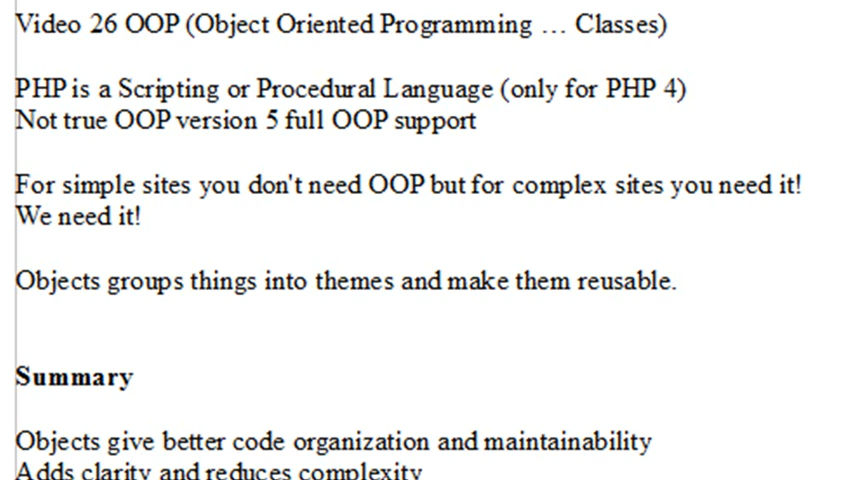 Video 26 OOP (Object Oriented Programming … Classes)
PHP is a Scripting or Procedural Language (only for PHP 4)
Not true OOP version 5 full OOP support
For simple sites you don't need OOP but for complex sites you need it!
We need it!
Objects groups things into themes and make them reusable.
Summary
Objects give better code organization and maintainability
Adds clarity and reduces complexity